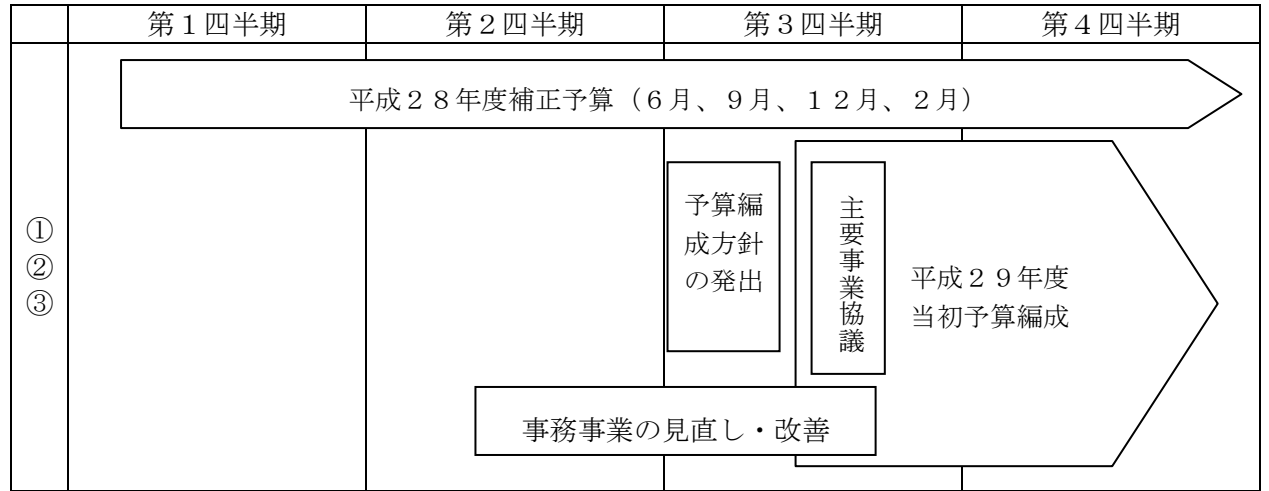 第１四半期
第２四半期
第３四半期
第４四半期
①
②
③
平成２８年度補正予算（６月、９月、１２月、２月）
予算編
成方針
の発出
主要事業協議
平成２９年度
当初予算編成
事務事業の見直し・改善